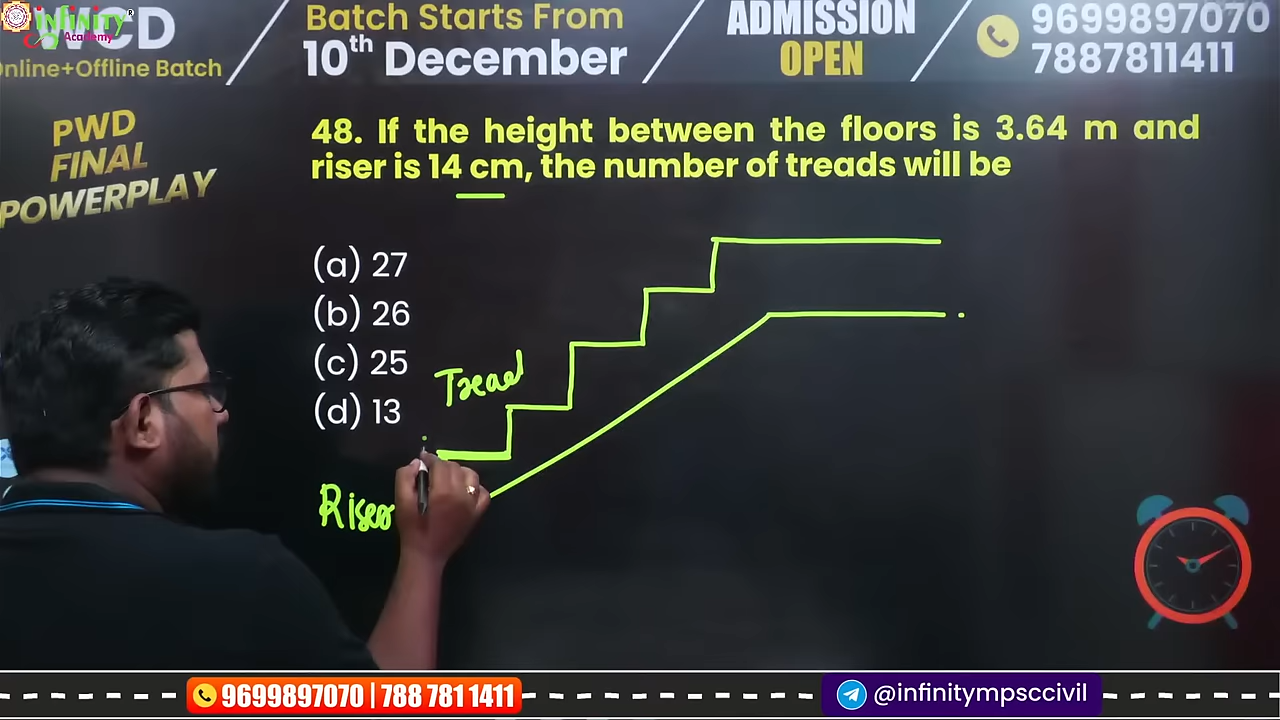 infinity
Academy
WCD
Online+Offline Batch
Batch Starts From
10th December
ADMISSION
OPEN
9699897070
7887811411
PWD
FINAL
POWERPLAY
48. If the height between the floors is 3.64 m and
riser is 14 cm, the number of treads will be
(a) 27
(b) 26
(c) 25
(d) 13
Tread
Riser
9699897070 | 788 781 1411
@infinitympsccivil